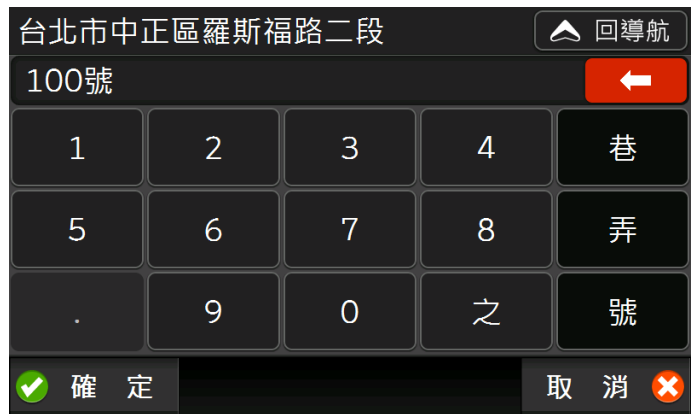 台北市中正區羅斯福路二段 回導航
100號
1 2 3 4 巷
5 6 7 8 弄
. 9 0 之 號
確 定 取 消